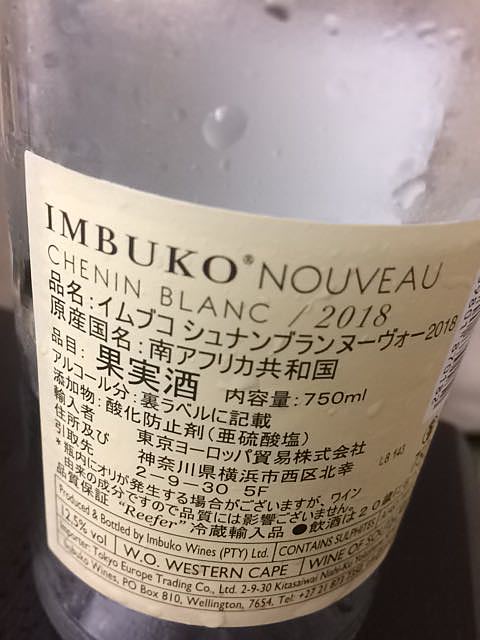 IMBUKO® NOUVEAU
CHENIN BLANC / 2018
品名:イムブコ シュナンブランヌーヴォー2018
原産国名:南アフリカ共和国
品目:果実酒 内容量:750ml
アルコール分:裏ラベルに記載
添加物:酸化防止剤(亜硫酸塩)
輸入者 東京ヨーロッパ貿易株式会社
住所及び 神奈川県横浜市西区北幸
引取先 2-9-30 5F
*瓶内にオリが発生する場合がございますが、ワイン
由来の成分ですので品質には影響ございません。
品質保証 "Reefer" 冷蔵輸入品 ●飲酒は20歳に
Produced & Bottled by Imbuko Wines (PTY) Ltd. CONTAINS SULPHITES
12.5% vol W.O. WESTERN CAPE WINE OF
Importer: Tokyo Europe Trading Co., Ltd. 2-9-30 Kitasaiwai Nishi-Ku
Imbuko Wines, PO Box 810, Wellington, 7654, Tel: +27 21 873
LB 143